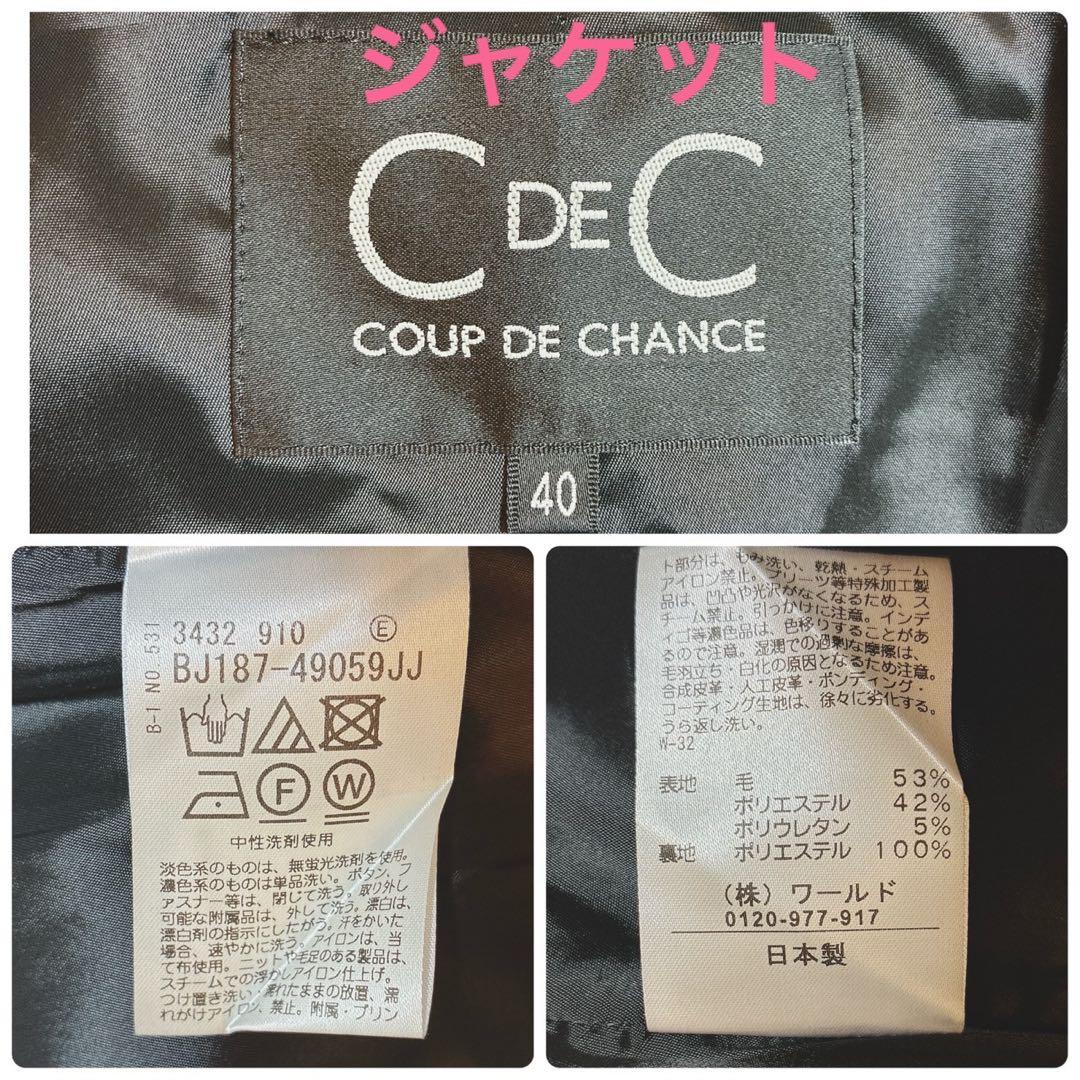 ジャケット
C DE C
COUP DE CHANCE
40
B-1 NO.531
3432 910 Ⓔ
BJ187-49059JJ
F W
中性洗剤使用
淡色系のものは、無蛍光洗剤を使用。
濃色系のものは単品洗い。ボタン、フ
ァスナー等は、閉じて洗う。取り外し
可能な附属品は、外して洗う。漂白は、
漂白剤の指示にしたがう。汗をかいた
場合、速やかに洗う。アイロンは、当
て布使用。ニットや毛足のある製品は、
スチームでの浮かしアイロン仕上げ。
つけ置き洗い・濡れたままの放置、濡
れがけアイロン、禁止。附属・プリン
ト部分は、もみ洗い、乾熱・スチーム
アイロン禁止。プリーツ等特殊加工製
品は、凹凸や光沢がなくなるため、ス
チーム禁止。引っかけに注意。インデ
ィゴ等濃色品は、色移りすることがあ
るので注意。湿潤での過剰な摩擦は、
毛羽立ち・白化の原因となるため注意。
合成皮革・人工皮革・ボンディング・
コーティング生地は、徐々に劣化する。
うら返し洗い。
W-32
表地 毛 53%
ポリエステル 42%
ポリウレタン 5%
裏地 ポリエステル 100%
(株)ワールド
0120-977-917
日本製